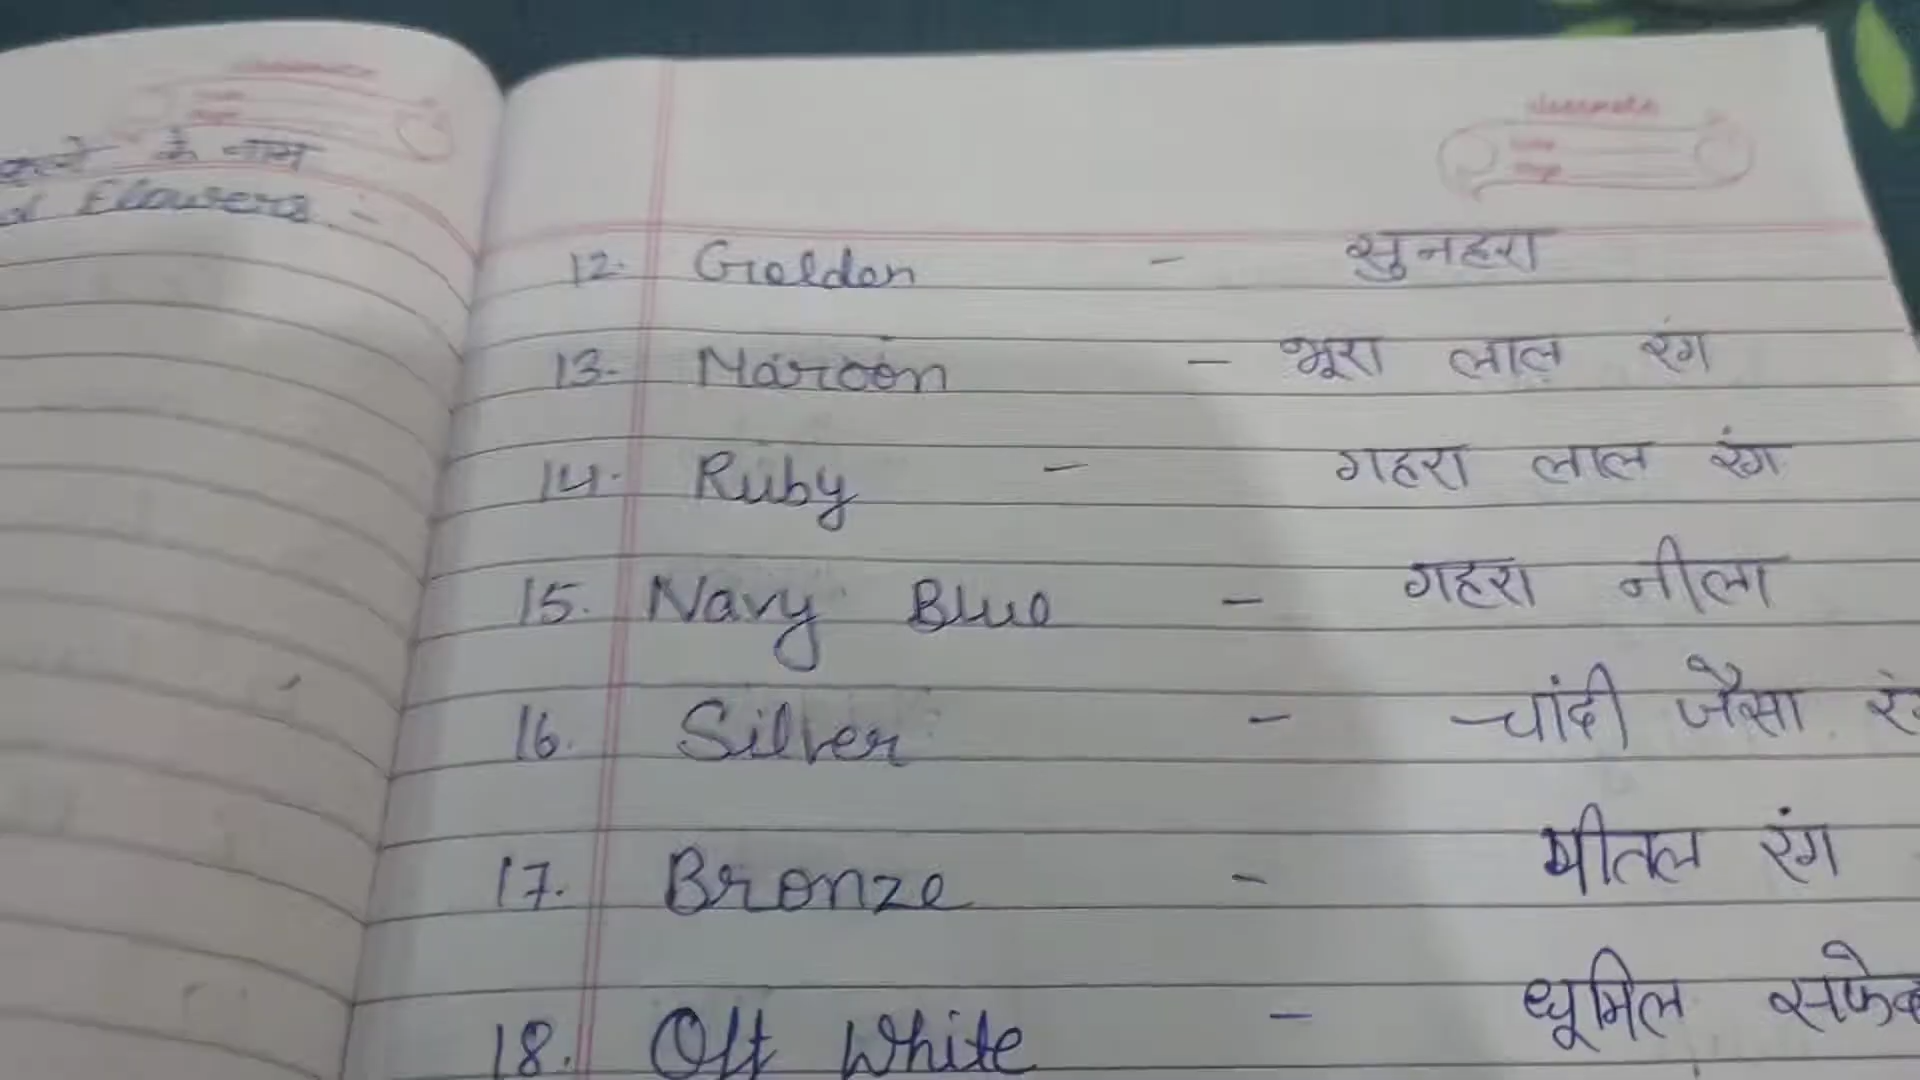 के नाम
Flowers :-
12. Golden - सुनहरा
13. Maroon - भूरा लाल रंग
14. Ruby - गहरा लाल रंग
15. Navy Blue - गहरा नीला
16. Silver - चांदी जैसा
17. Bronze - पीतल रंग
18. Off White - धूमिल